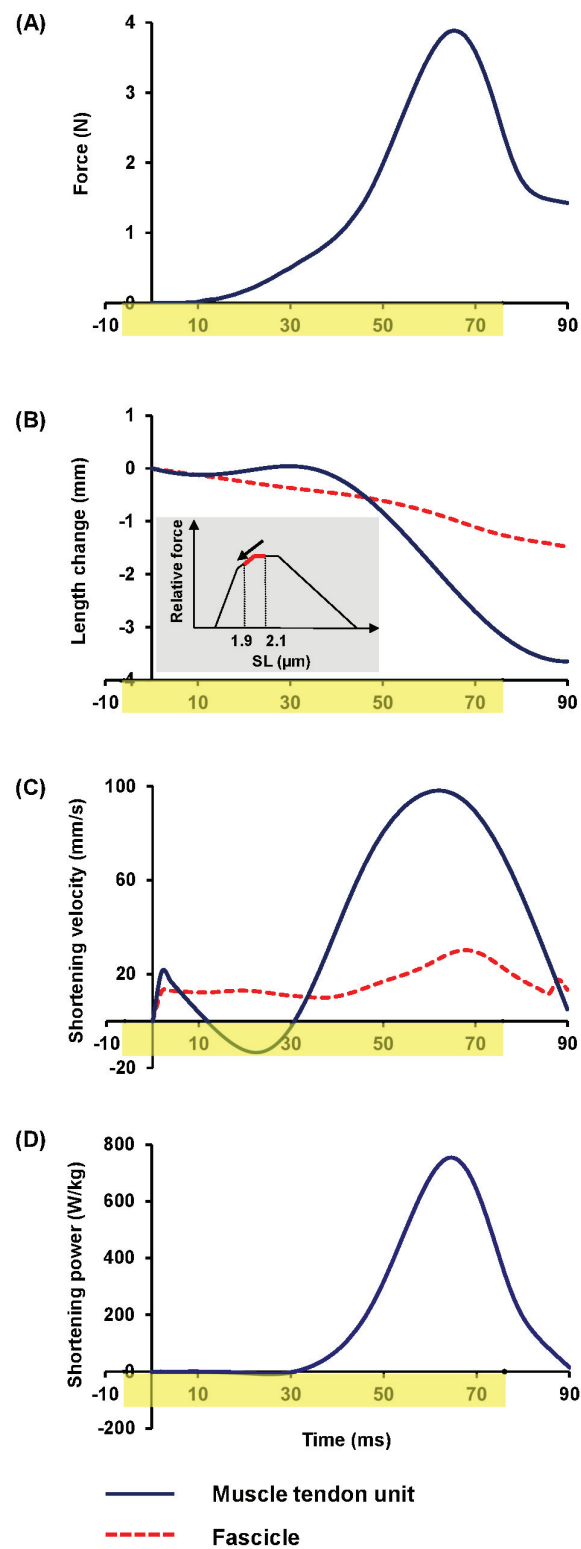 (A)
4
3
2
1
0
Force (N)
-10 10 30 50 70 90
(B)
1
0
-1
-2
-3
-4
Length change (mm)
Relative force
1.9 2.1
SL (µm)
-10 10 30 50 70 90
(C)
100
60
20
-20
Shortening velocity (mm/s)
-10 10 30 50 70 90
(D)
800
600
400
200
0
-200
Shortening power (W/kg)
-10 10 30 50 70 90
Time (ms)
Muscle tendon unit
Fascicle